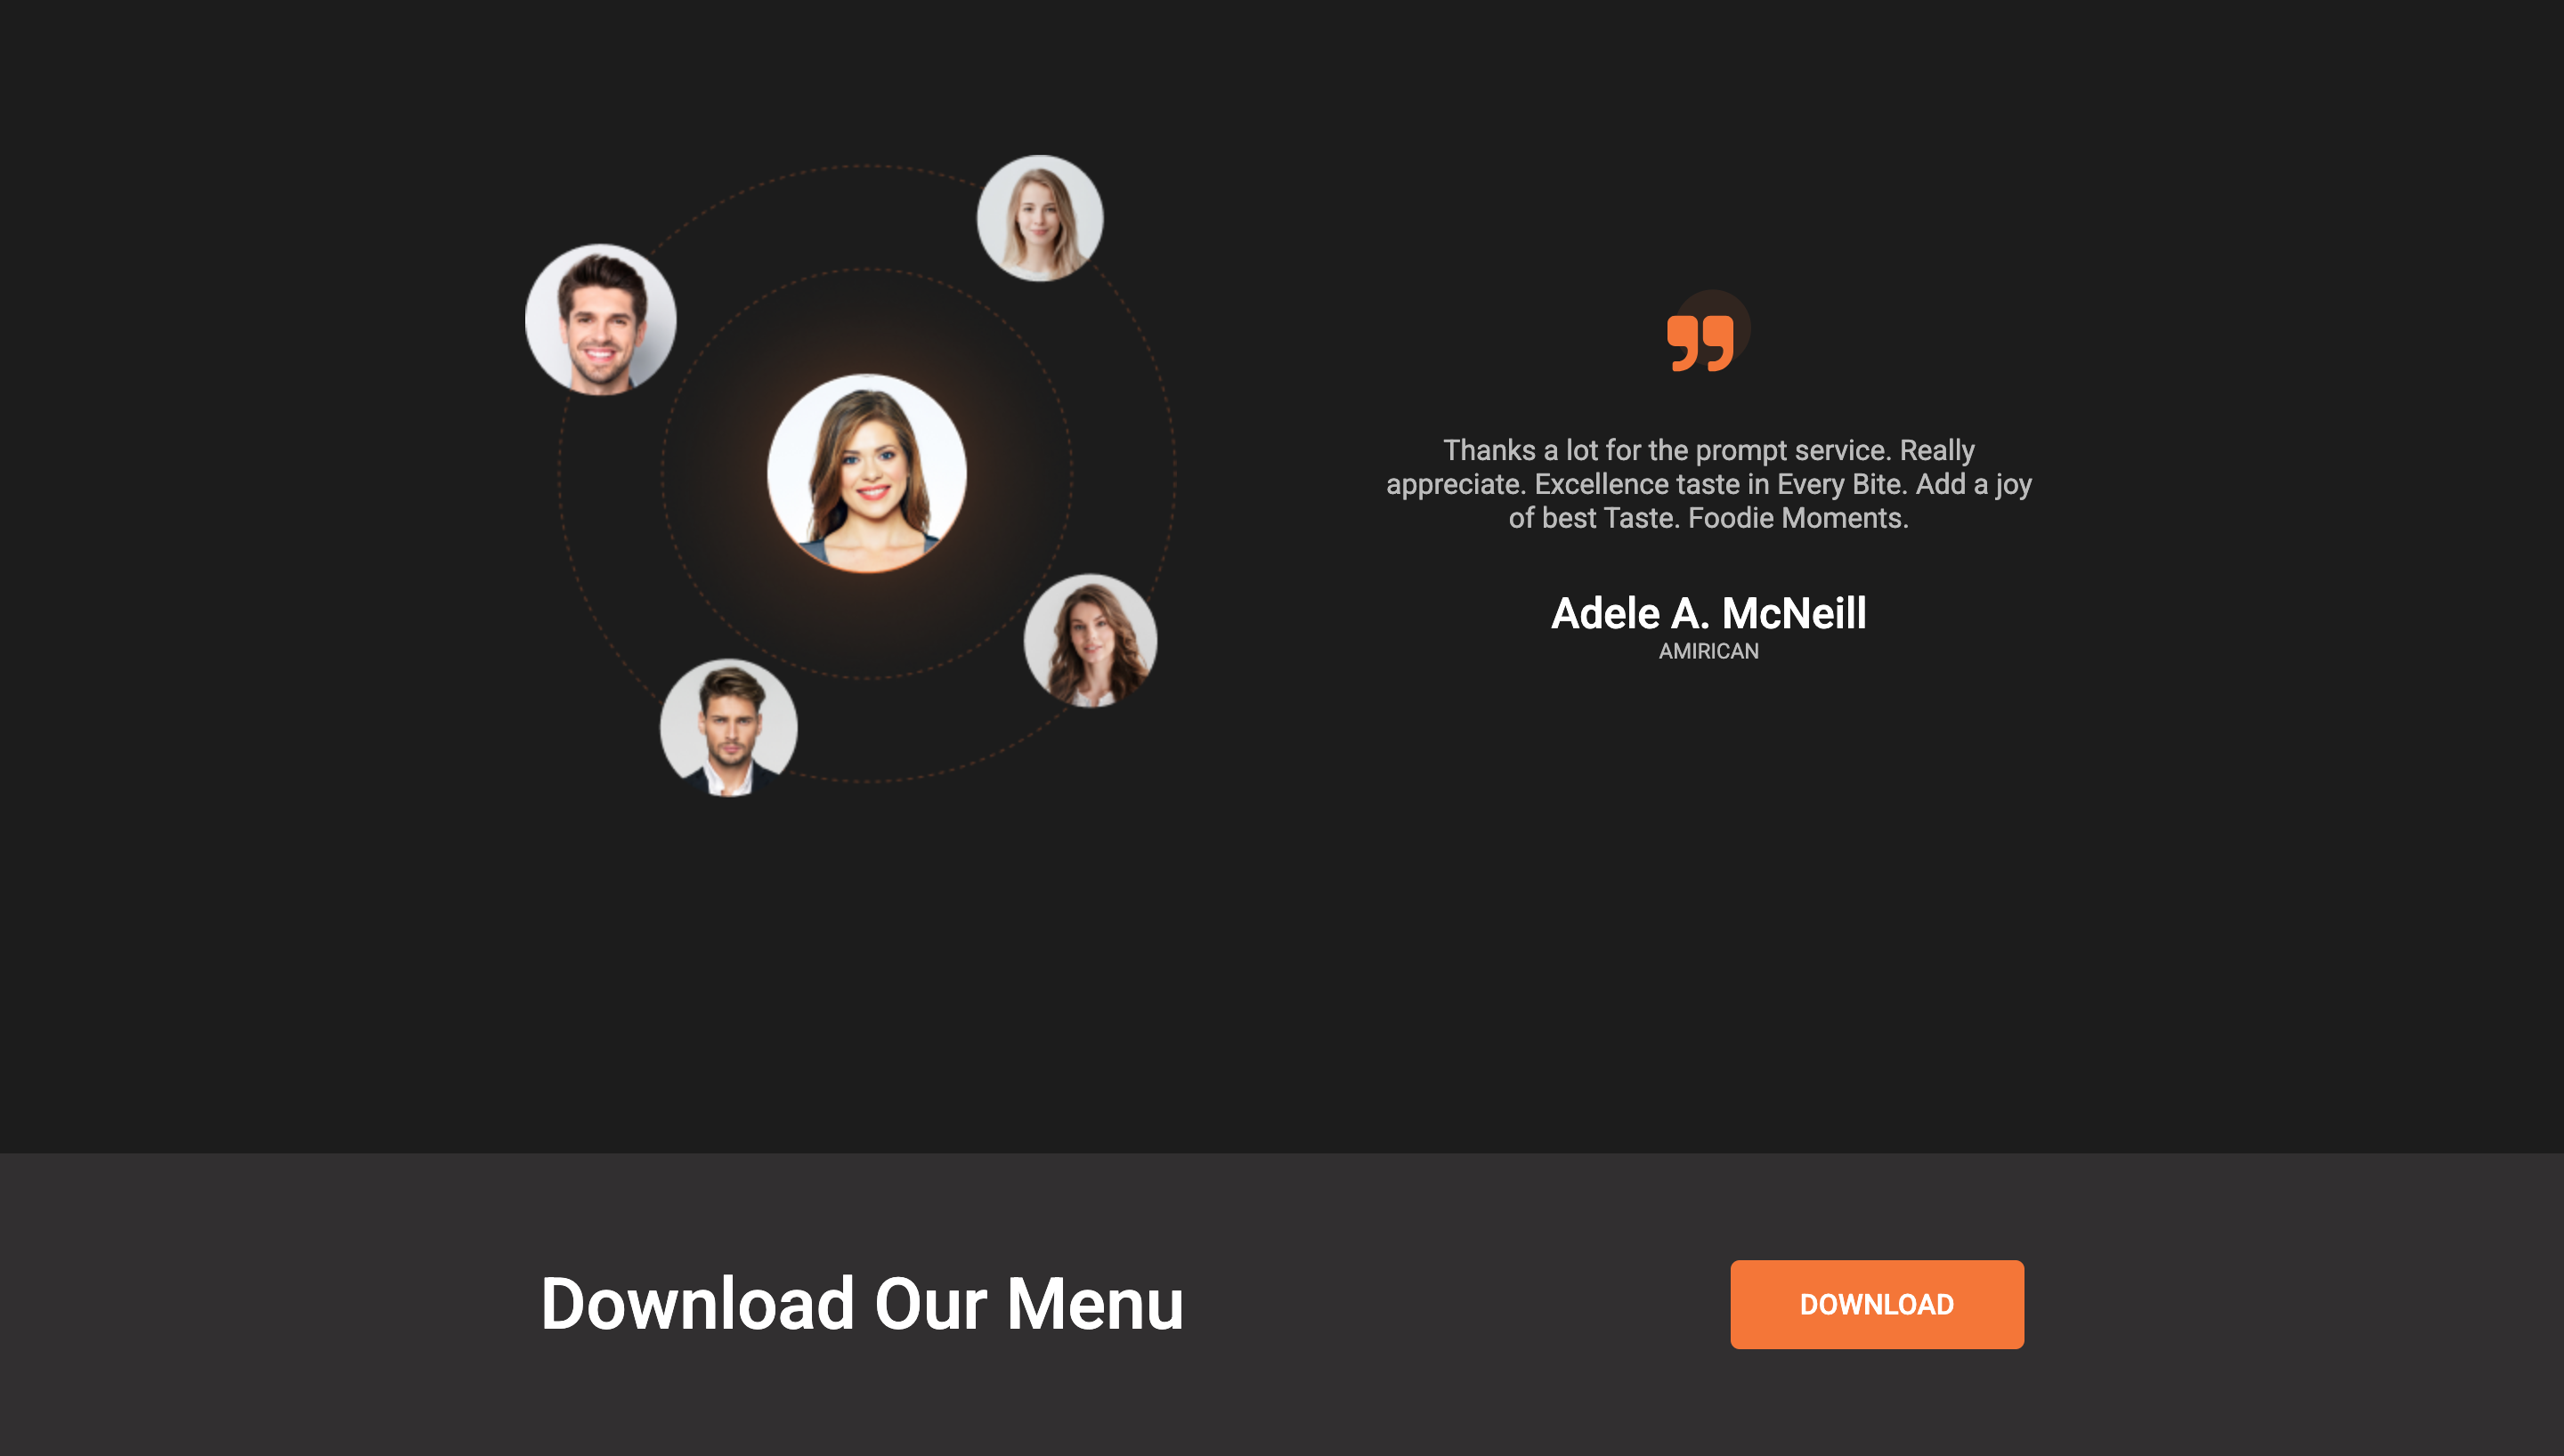 Thanks a lot for the prompt service. Really
appreciate. Excellence taste in Every Bite. Add a joy
of best Taste. Foodie Moments.
Adele A. McNeill
AMIRICAN
Download Our Menu
DOWNLOAD